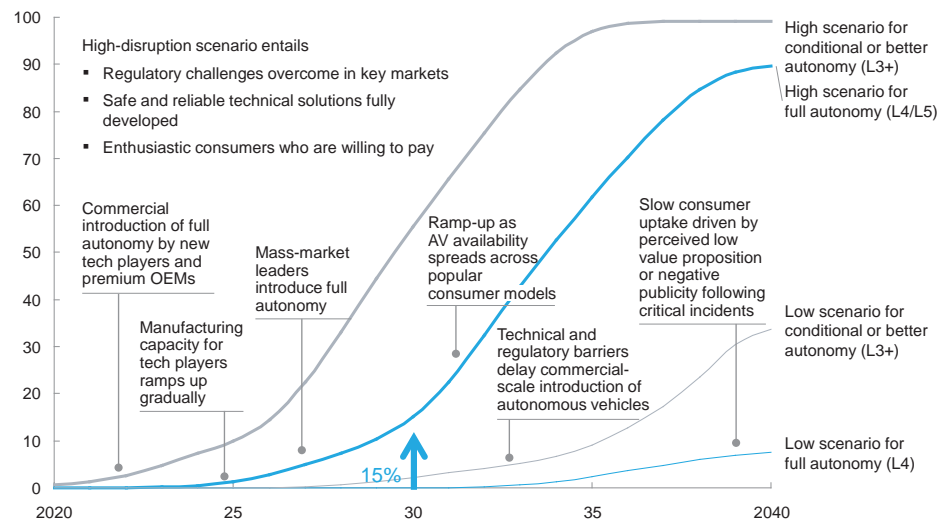 100
90
80
70
60
50
40
30
20
10
0
High-disruption scenario entails
▪ Regulatory challenges overcome in key markets
▪ Safe and reliable technical solutions fully
developed
▪ Enthusiastic consumers who are willing to pay
Commercial
introduction of full
autonomy by new
tech players and
premium OEMs
Manufacturing
capacity for
tech players
ramps up
gradually
Mass-market
leaders
introduce full
autonomy
Ramp-up as
AV availability
spreads across
popular
consumer models
Technical and
regulatory barriers
delay commercial-
scale introduction of
autonomous vehicles
Slow consumer
uptake driven by
perceived low
value proposition
or negative
publicity following
critical incidents
High scenario for
conditional or better
autonomy (L3+)
High scenario for
full autonomy (L4/L5)
Low scenario for
conditional or better
autonomy (L3+)
Low scenario for
full autonomy (L4)
15%
2020
25
30
35
2040